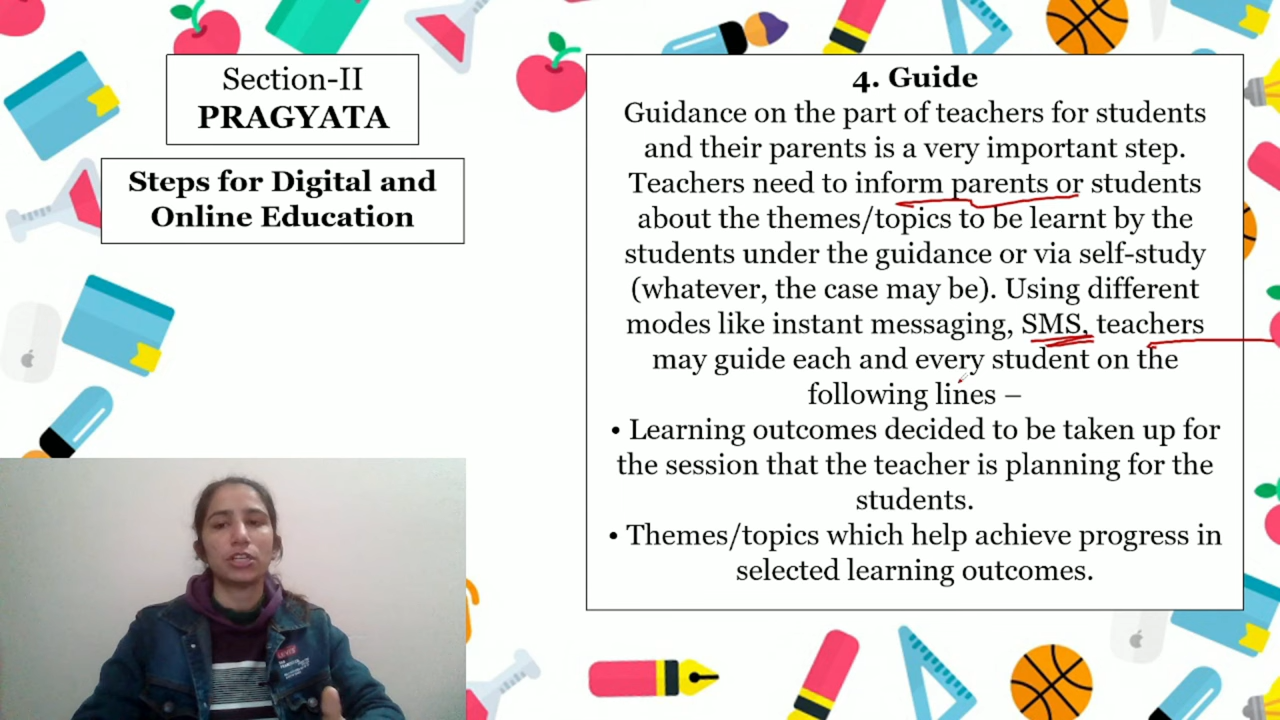 Section-II
PRAGYATA
Steps for Digital and
Online Education
4. Guide
Guidance on the part of teachers for students
and their parents is a very important step.
Teachers need to inform parents or students
about the themes/topics to be learnt by the
students under the guidance or via self-study
(whatever, the case may be). Using different
modes like instant messaging, SMS, teachers
may guide each and every student on the
following lines –
• Learning outcomes decided to be taken up for
the session that the teacher is planning for the
students.
• Themes/topics which help achieve progress in
selected learning outcomes.